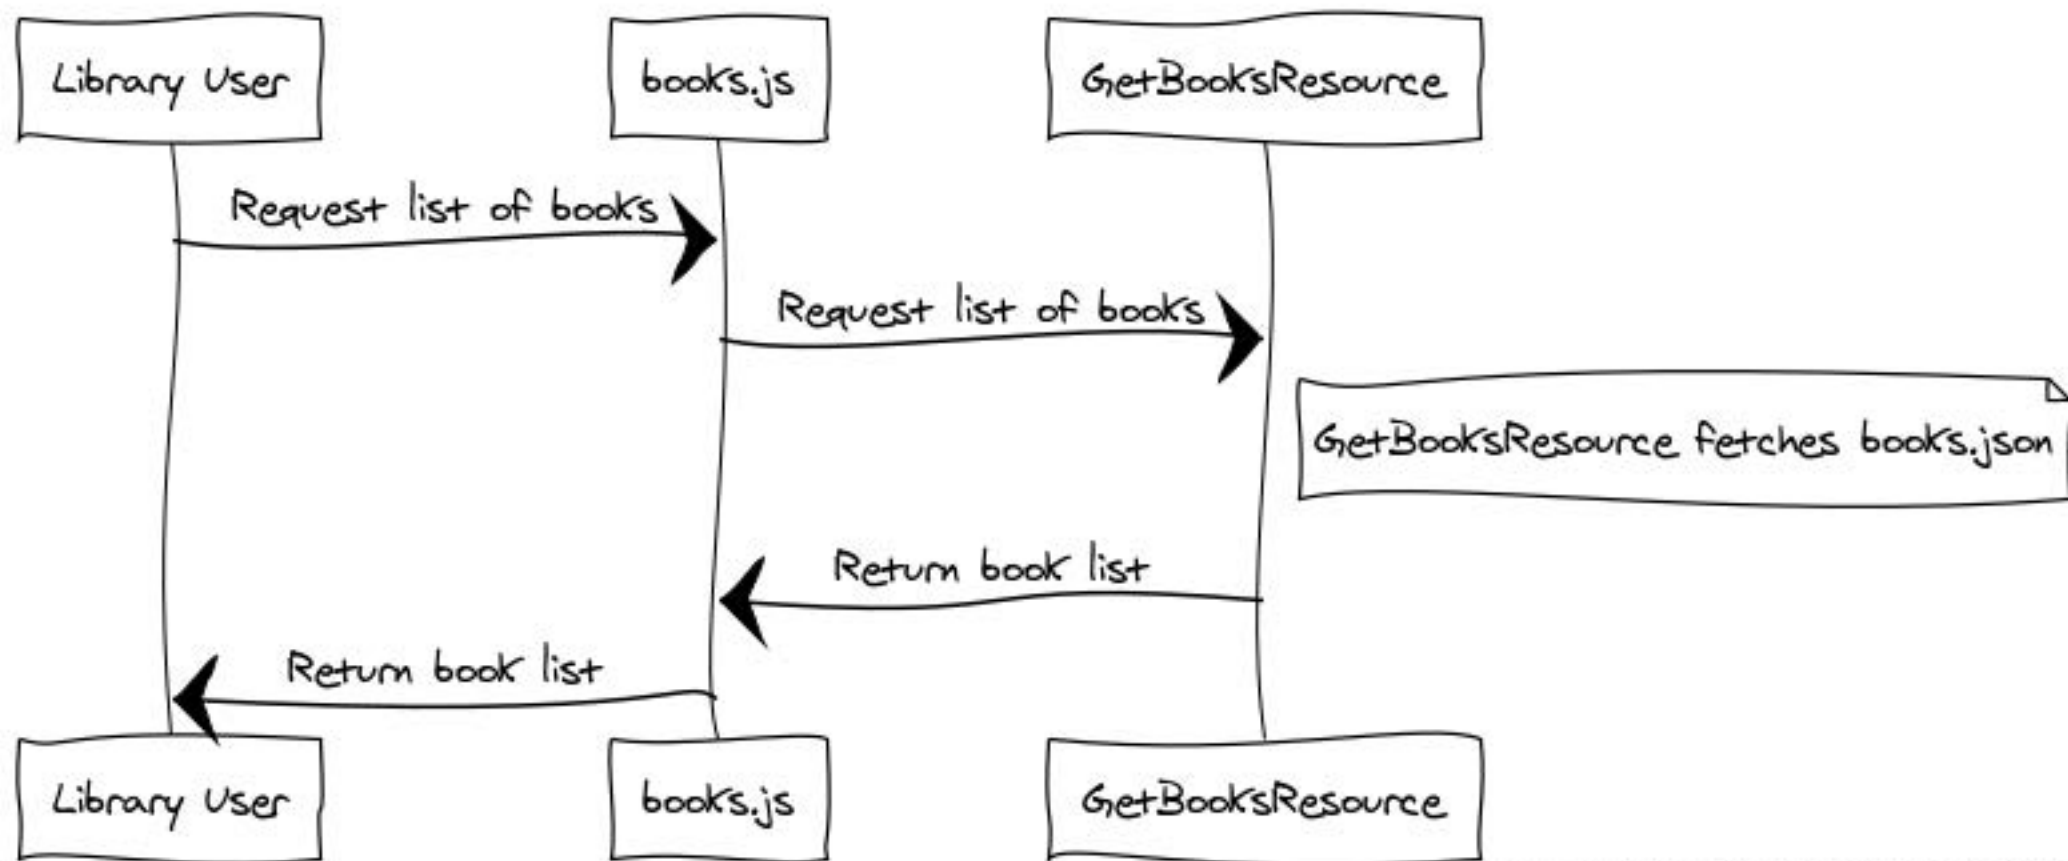 Library User
books.js
GetBooksResource
Request list of books
Request list of books
GetBooksResource fetches books.json
Return book list
Return book list
Library User
books.js
GetBooksResource